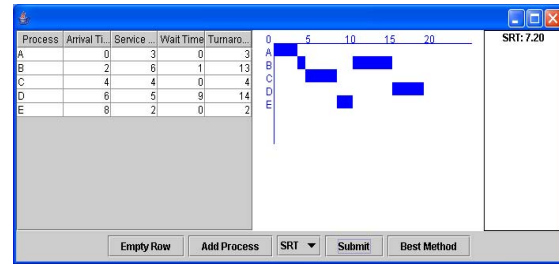 Process Arrival Ti... Service ... Wait Time Turnaro...
A 0 3 0 3
B 2 6 1 13
C 4 4 0 4
D 6 5 9 14
E 8 2 0 2
0 5 10 15 20
A
B
C
D
E
SRT: 7.20
Empty Row Add Process SRT Submit Best Method